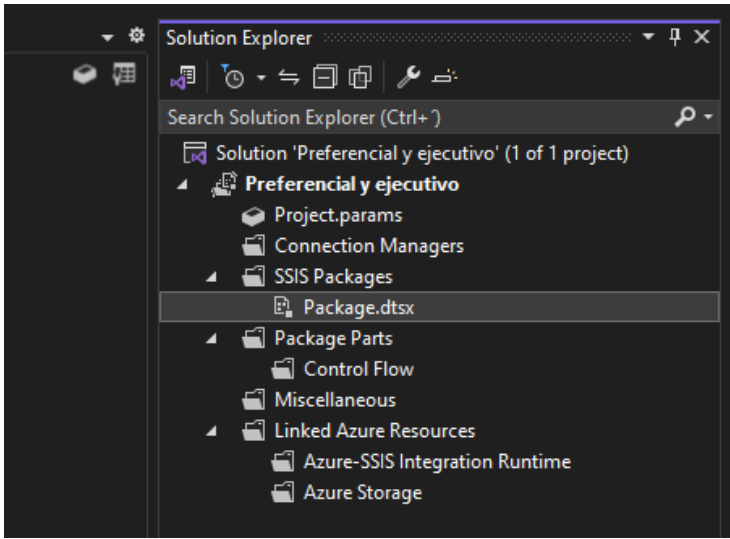 Solution Explorer
Search Solution Explorer (Ctrl+´)
Solution 'Preferencial y ejecutivo' (1 of 1 project)
Preferencial y ejecutivo
Project.params
Connection Managers
SSIS Packages
Package.dtsx
Package Parts
Control Flow
Miscellaneous
Linked Azure Resources
Azure-SSIS Integration Runtime
Azure Storage